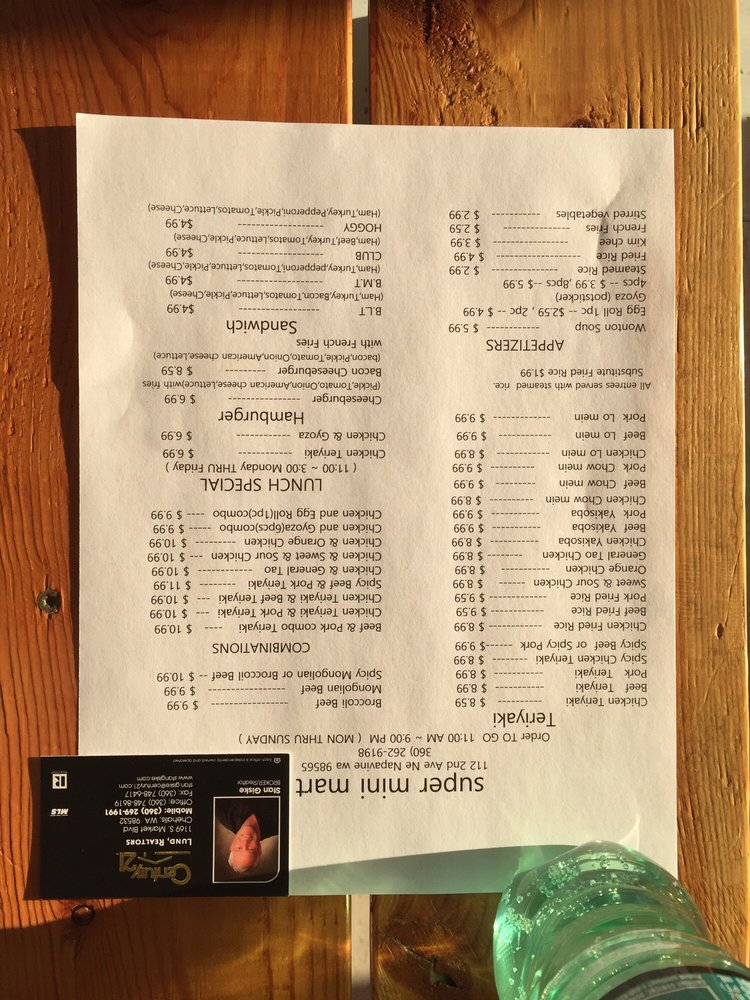 super mini mart
112 2nd Ave Ne Napavine wa 98565
360) 262-9198
Order TO GO 11:00 AM ~ 9:00 PM ( MON THRU SUNDAY )
Teriyaki
Chicken Teriyaki ----------- $ 8.59
Beef Teriyaki ----------- $ 8.99
Pork Teriyaki ----------- $ 8.99
Spicy Chicken Teriyaki -------- $ 8.99
Spicy Beef or Spicy Pork ------$ 9.99
Chicken Fried Rice ------------ $ 8.99
Beef Fried Rice ------------- $ 9.59
Pork Fried Rice ------------- $ 9.59
Sweet & Sour Chicken ------- $ 8.99
Orange Chicken ------------- $ 8.99
General Tao Chicken ---------- $ 8.99
Chicken Yakisoba ------------ $ 8.99
Beef Yakisoba ------------- $ 9.99
Pork Yakisoba ------------- $ 9.99
Chicken Chow mein ---------- $ 8.99
Beef Chow mein ----------- $ 9.99
Pork Chow mein ----------- $ 9.99
Chicken Lo mein ------------- $ 8.99
Beef Lo mein -------------- $ 9.99
Pork Lo mein -------------- $ 9.99
All entrees served with steamed rice.
Substitute Fried Rice $1.99
APPETIZERS
Wonton Soup ------------- $ 5.99
Egg Roll 1pc -- $2.59 , 2pc -- $ 4.99
Gyoza (potsticker)
4pcs -- $ 3.99 ,8pcs --$ 5.99
Steamed Rice ---------------- $ 2.99
Fried Rice -------------------- $ 4.99
Kim chee ------------------- $ 3.99
French Fries ------------------- $ 2.59
Stirred vegetables ------------ $ 2.99
Broccoli Beef ------------ $ 9.99
Mongolian Beef ------------ $ 9.99
Spicy Mongolian or Broccoli Beef -- $ 10.99
COMBINATIONS
Beef & Pork combo Teriyaki ---- $ 10.99
Chicken Teriyaki & Pork Teriyaki --- $ 10.99
Chicken Teriyaki & Beef Teriyaki --- $ 10.99
Spicy Beef & Pork Teriyaki -------- $ 11.99
Chicken & General Tao ------------ $ 10.99
Chicken & Sweet & Sour Chicken --- $ 10.99
Chicken & Orange Chicken --------- $ 10.99
Chicken and Gyoza(6pcs)combo ----- $ 9.99
Chicken and Egg Roll(1pc)combo ---- $ 9.99
LUNCH SPECIAL
( 11:00 ~ 3:00 Monday THRU Friday )
Chicken Teriyaki ------------- $ 6.99
Chicken & Gyoza ------------- $ 6.99
Hamburger
Cheeseburger ---------------- $ 6.99
(Pickle,Tomato,Onion,American cheese,Lettuce)with fries
Bacon Cheeseburger --------- $ 8.59
(bacon,Pickle,Tomato,Onion,American cheese,Lettuce
with French Fries
Sandwich
B.L.T -------------------- $4.99
(Ham,Turkey,Bacon,Tomatos,Lettuce,Pickle,Cheese)
B.M.T -------------------- $4.99
(Ham,Turkey,pepperoni,Tomatos,Lettuce,Pickle,Cheese)
CLUB -------------------- $4.99
(Ham,Beef,Turkey,Tomatos,Lettuce,Pickle,Cheese)
HOGGY -------------------- $4.99
(Ham,Turkey,Pepperoni,Pickle,Tomato,Lettuce,Cheese)
Century 21
LUND, REALTORS
1169 S. Market Blvd
Chehalis, WA. 98532
Mobile: (360) 269-1991
Office: (360) 748-8619
Fax: (360) 748-6417
stan.giske@century21.com
www.stangiske.com
Stan Giske
BROKER/Realtor
MLS
R
Each office is independently owned and operated